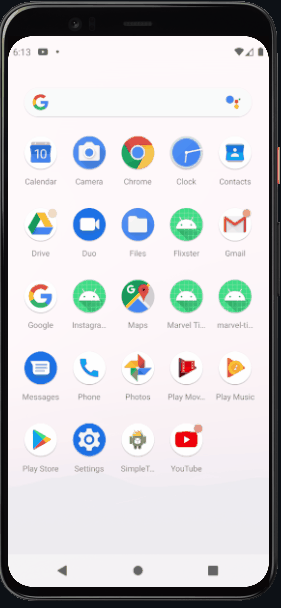 6:13
Calendar Camera Chrome Clock Contacts
Drive Duo Files Flixster Gmail
Google Instagra... Maps Marvel Ti... marvel-ti...
Messages Phone Photos Play Mov... Play Music
Play Store Settings SimpleT... YouTube